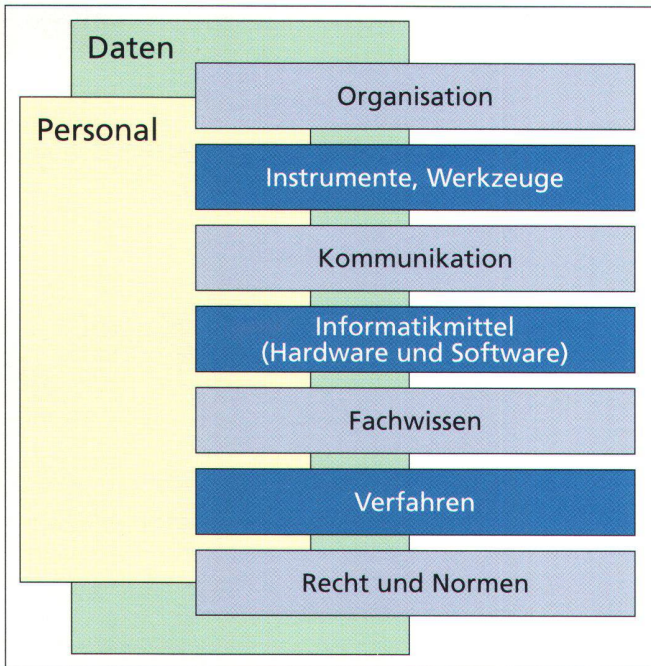 Daten
Personal
Organisation
Instrumente, Werkzeuge
Kommunikation
Informatikmittel
(Hardware und Software)
Fachwissen
Verfahren
Recht und Normen